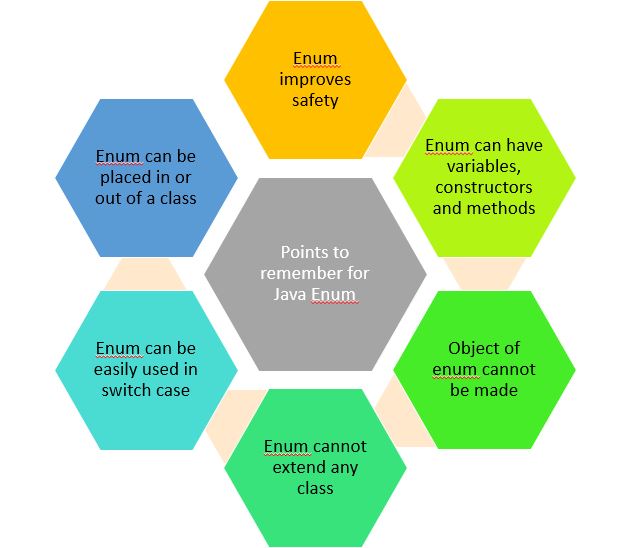 Enum
improves
safety
Enum can have
variables,
constructors
and methods
Object of
enum cannot
be made
Enum cannot
extend any
class
Enum can be
easily used in
switch case
Enum can be
placed in or
out of a class
Points to
remember for
Java Enum